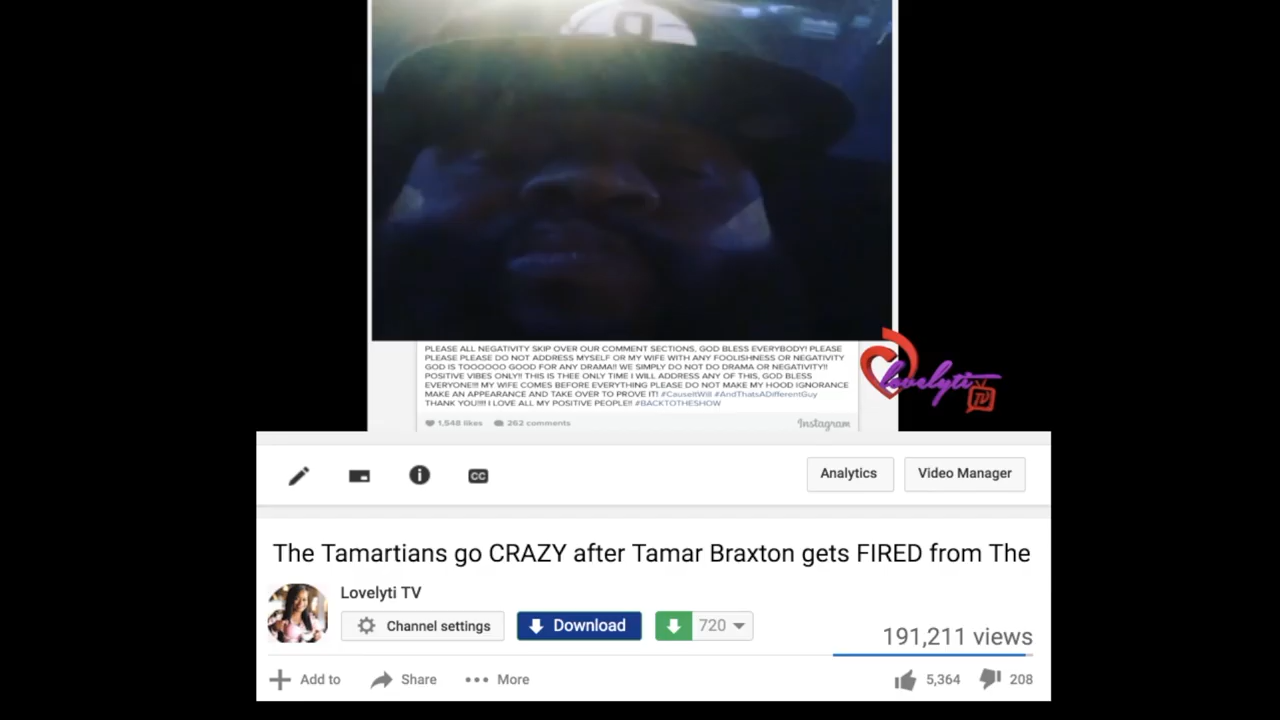 PLEASE ALL NEGATIVITY SKIP OVER OUR COMMENT SECTIONS, GOD BLESS EVERYBODY! PLEASE
PLEASE PLEASE DO NOT ADDRESS MYSELF OR MY WIFE WITH ANY FOOLISHNESS OR NEGATIVITY
GOD IS TOOOOOO GOOD FOR ANY DRAMA!! WE SIMPLY DO NOT DO DRAMA OR NEGATIVITY!!
POSITIVE VIBES ONLY!! THIS IS THEE ONLY TIME I WILL ADDRESS ANY OF THIS, GOD BLESS
EVERYONE!!! MY WIFE COMES BEFORE EVERYTHING PLEASE DO NOT MAKE MY HOOD IGNORANCE
MAKE AN APPEARANCE AND TAKE OVER TO PROVE IT! #CauseItWill #AndThatsADifferentGuy
THANK YOU!!!! I LOVE ALL MY POSITIVE PEOPLE!! #BACKTOTHESHOW
1,548 likes 262 comments Instagram
lovelyti TV
CC Analytics Video Manager
The Tamartians go CRAZY after Tamar Braxton gets FIRED from The
Lovelyti TV
Channel settings Download 720
191,211 views
Add to Share More 5,364 208